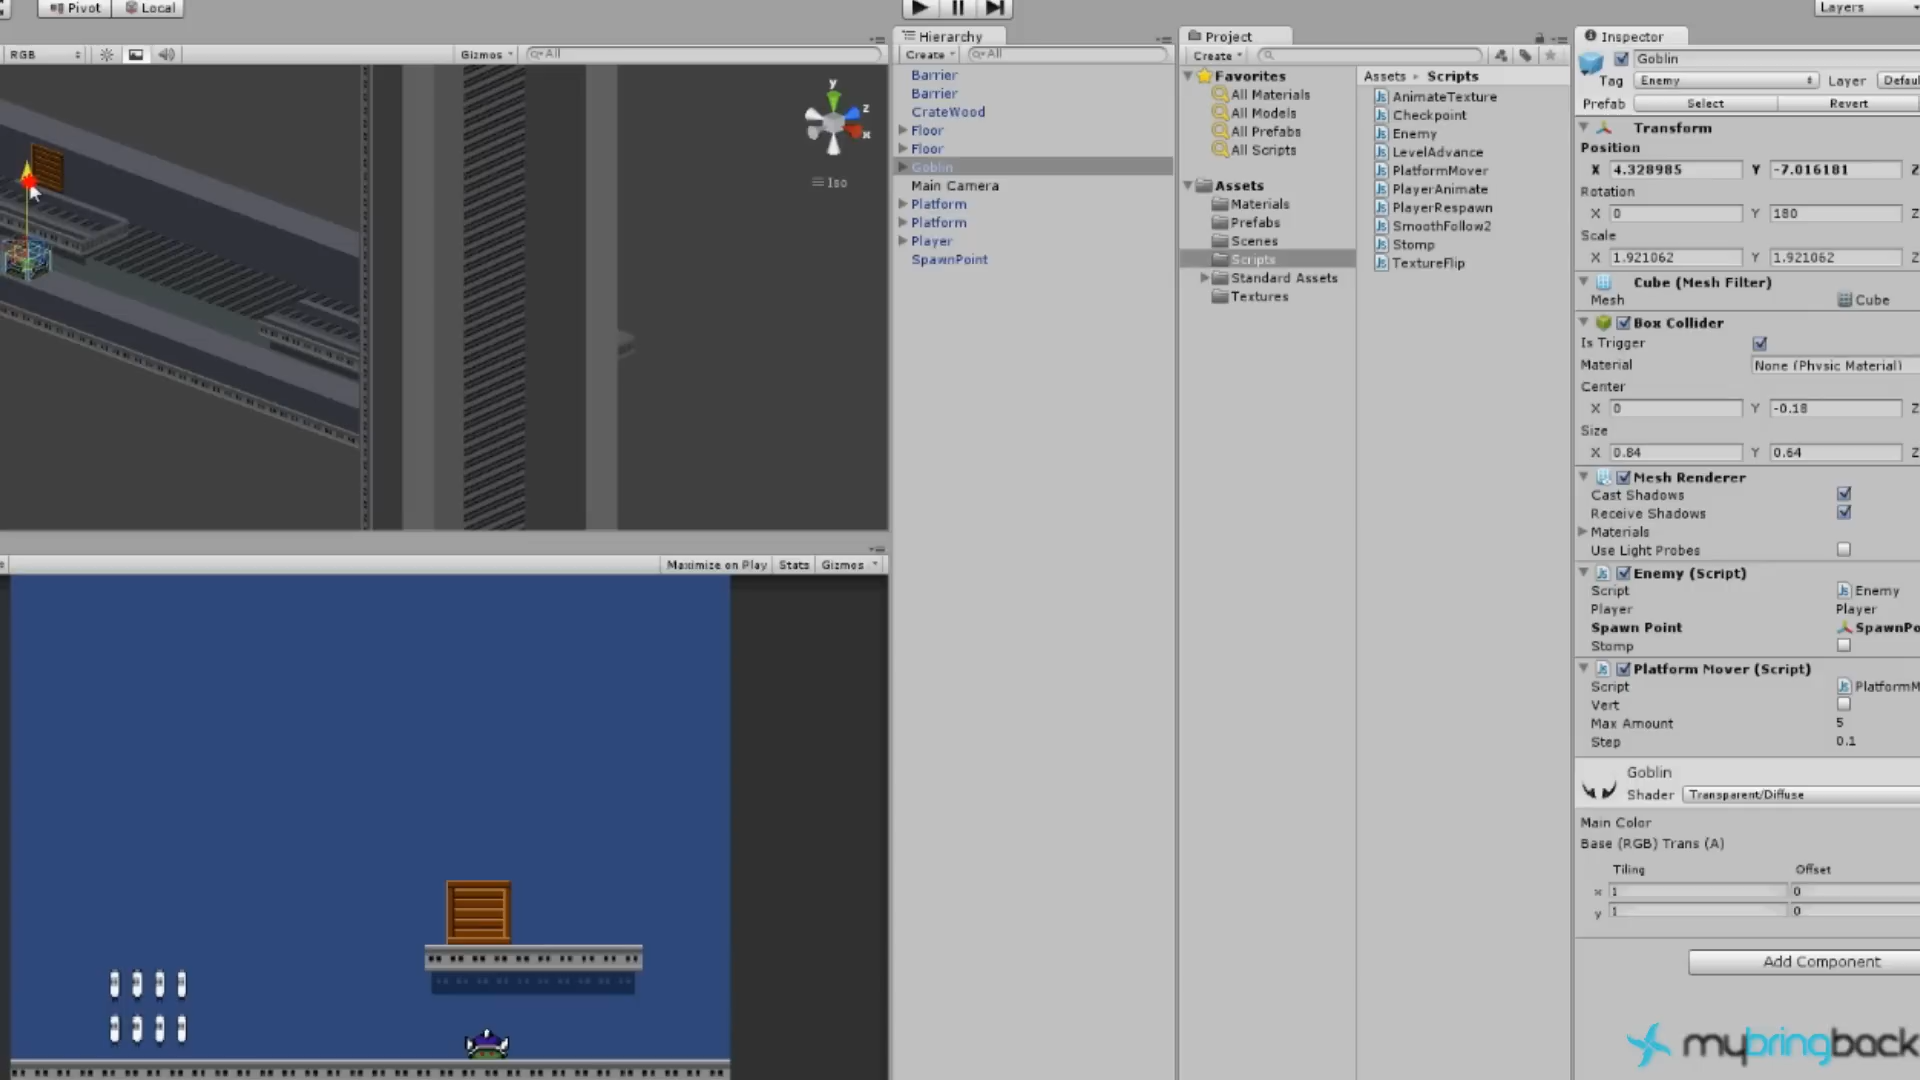 Pivot Local
Layers
RGB Gizmos All
y
z
x
Iso
Hierarchy
Create All
Barrier
Barrier
CrateWood
Floor
Floor
Goblin
Main Camera
Platform
Platform
Player
SpawnPoint
Project
Create
Favorites
All Materials
All Models
All Prefabs
All Scripts
Assets
Materials
Prefabs
Scenes
Scripts
Standard Assets
Textures
Assets Scripts
AnimateTexture
Checkpoint
Enemy
LevelAdvance
PlatformMover
PlayerAnimate
PlayerRespawn
SmoothFollow2
Stomp
TextureFlip
Inspector
Goblin
Tag Enemy Layer Defau
Prefab Select Revert
Transform
Position
X 4.328985 Y -7.016181 Z
Rotation
X 0 Y 180 Z
Scale
X 1.921062 Y 1.921062 Z
Cube (Mesh Filter)
Mesh Cube
Box Collider
Is Trigger
Material None (Physic Material)
Center
X 0 Y -0.18 Z
Size
X 0.84 Y 0.64 Z
Mesh Renderer
Cast Shadows
Receive Shadows
Materials
Use Light Probes
Enemy (Script)
Script Enemy
Player Player
Spawn Point SpawnPo
Stomp
Platform Mover (Script)
Script PlatformM
Vert
Max Amount 5
Step 0.1
Goblin
Shader Transparent/Diffuse
Main Color
Base (RGB) Trans (A)
Tiling Offset
x 1 0
y 1 0
Add Component
Maximize on Play Stats Gizmos
mybringback